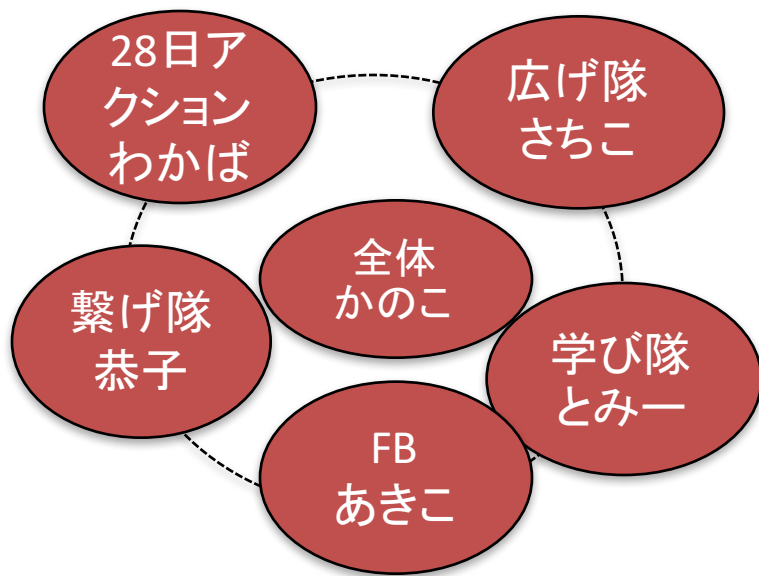 28日ア
クション
わかば
広げ隊
さちこ
全体
かのこ
繋げ隊
恭子
学び隊
とみー
FB
あきこ